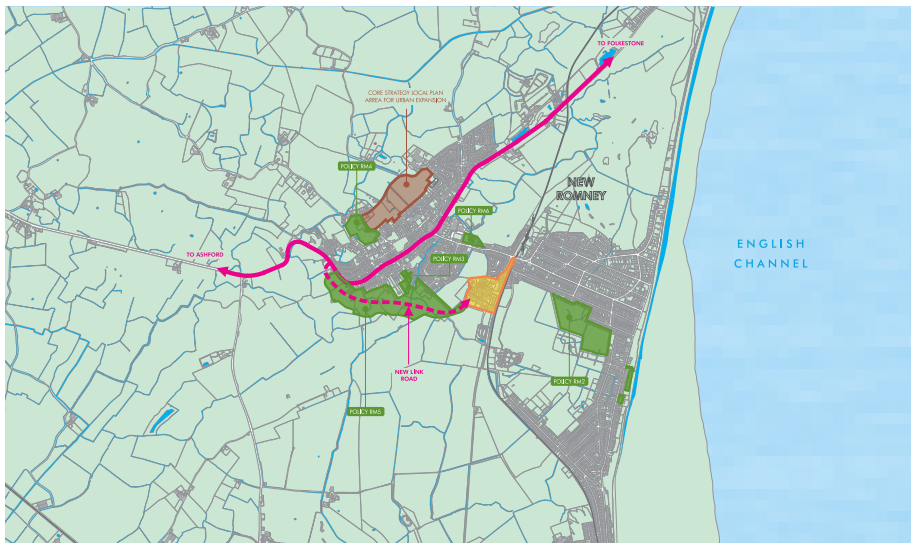 TO FOLKESTONE
CORE STRATEGY LOCAL PLAN
ARREA FOR URBAN EXPANSION
POLICY RM4
NEW
ROMNEY
POLICY RM6
ENGLISH
CHANNEL
TO ASHFORD
POLICY RM3
NEW LINK
ROAD
POLICY RM2
POLICY RM5